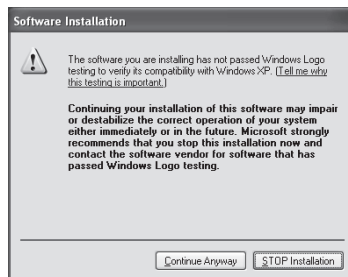 Software Installation
The software you are installing has not passed Windows Logo
testing to verify its compatibility with Windows XP. (Tell me why
this testing is important.)
Continuing your installation of this software may impair
or destabilize the correct operation of your system
either immediately or in the future. Microsoft strongly
recommends that you stop this installation now and
contact the software vendor for software that has
passed Windows Logo testing.
Continue Anyway
STOP Installation